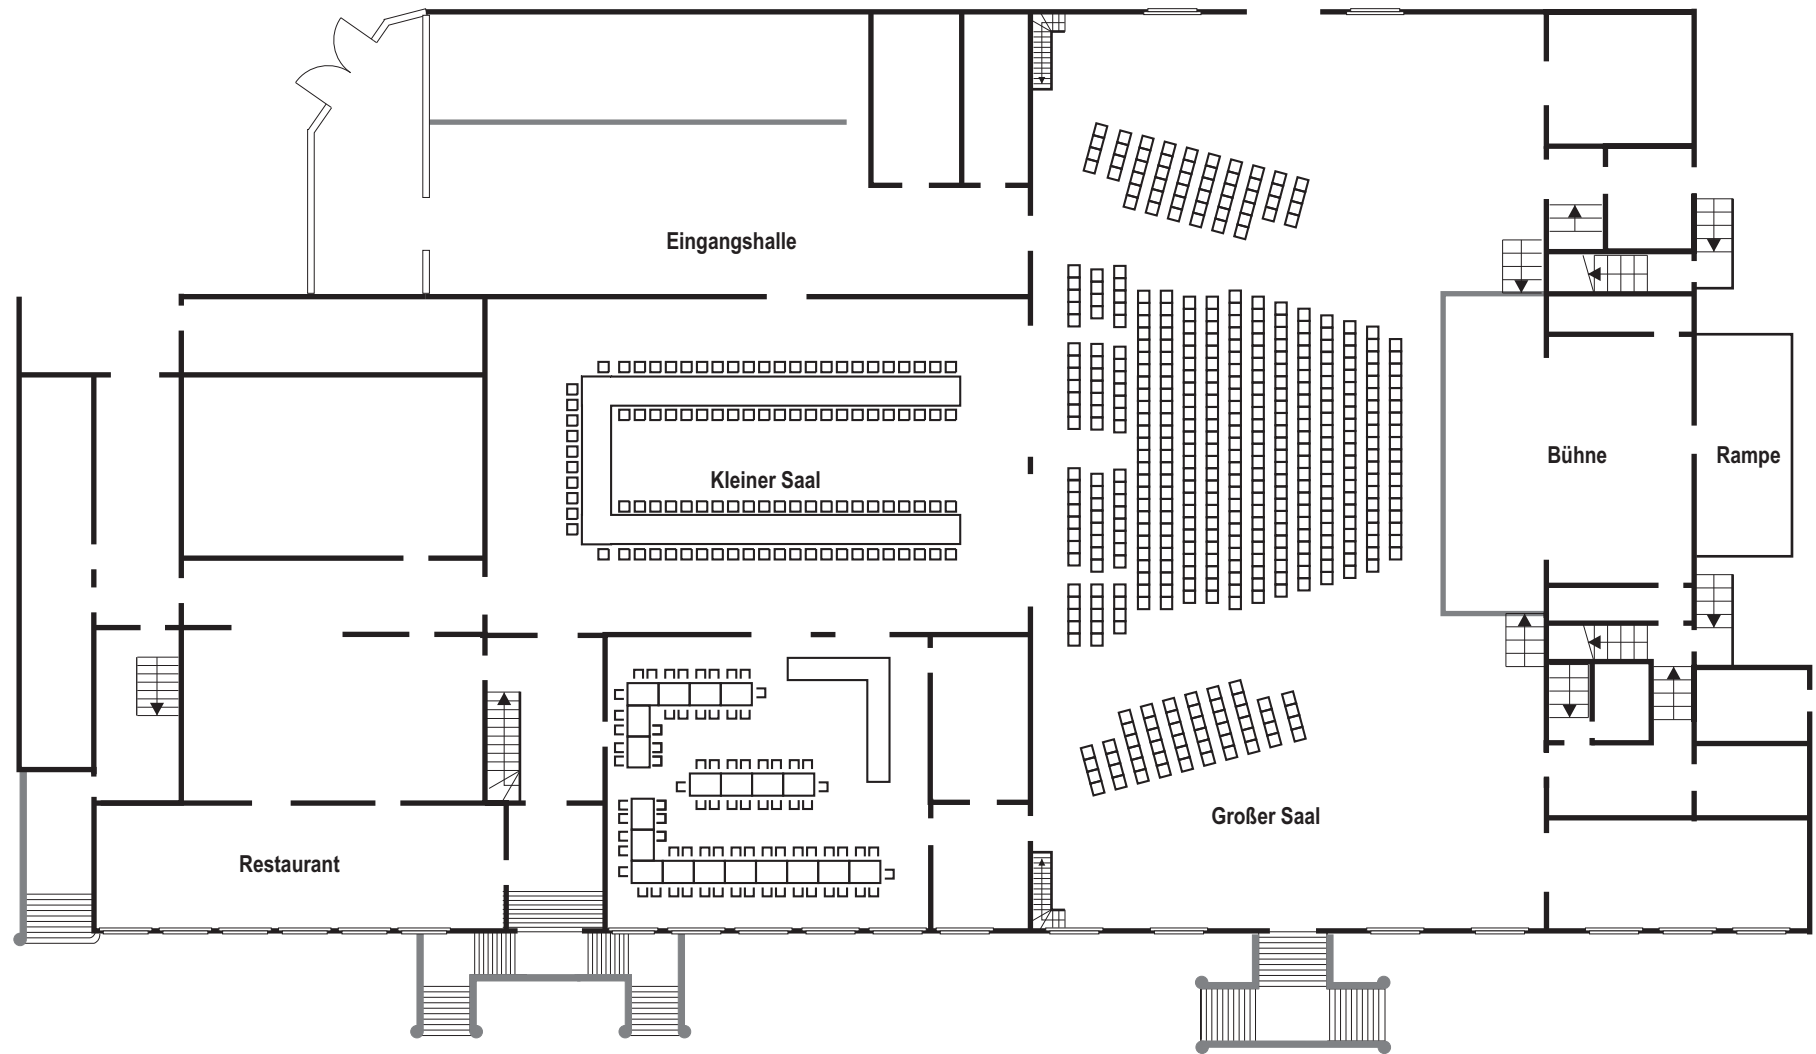 Eingangshalle
Kleiner Saal
Bühne
Rampe
Großer Saal
Restaurant